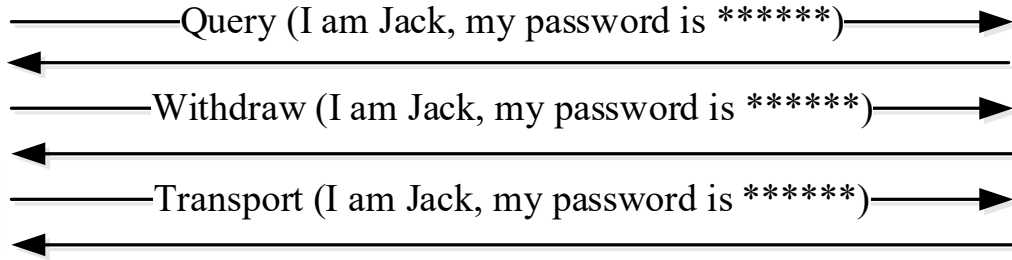 Query (I am Jack, my password is ******)
Withdraw (I am Jack, my password is ******)
Transport (I am Jack, my password is ******)